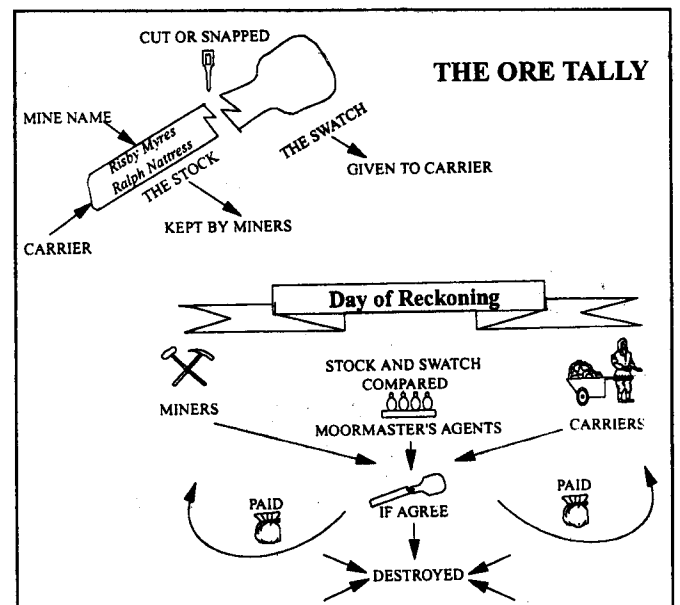 CUT OR SNAPPED
THE ORE TALLY
MINE NAME
Risby Myres
Ralph Nattress
THE STOCK
THE SWATCH
GIVEN TO CARRIER
KEPT BY MINERS
CARRIER
Day of Reckoning
STOCK AND SWATCH
COMPARED
MINERS
MOORMASTER'S AGENTS
CARRIERS
PAID
IF AGREE
PAID
DESTROYED